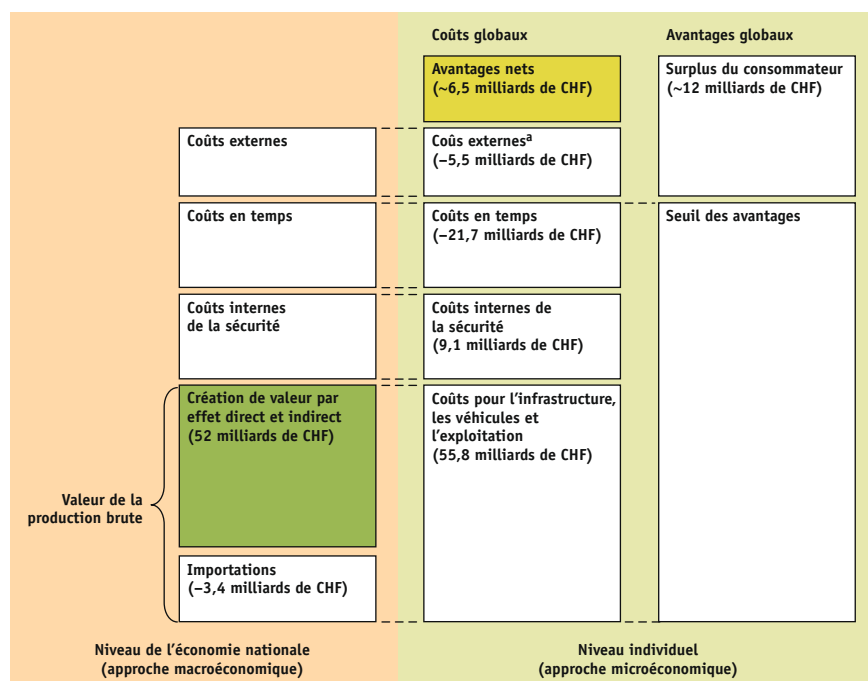 Coûts globaux
Avantages globaux
Avantages nets
(~6,5 milliards de CHF)
Surplus du consommateur
(~12 milliards de CHF)
Coûts externes
Coûs externesª
(–5,5 milliards de CHF)
Coûts en temps
Coûts en temps
(–21,7 milliards de CHF)
Seuil des avantages
Coûts internes
de la sécurité
Coûts internes de
la sécurité
(9,1 milliards de CHF)
Création de valeur par
effet direct et indirect
(52 milliards de CHF)
Coûts pour l’infrastructure,
les véhicules et
l’exploitation
(55,8 milliards de CHF)
Valeur de la
production brute
Importations
(–3,4 milliards de CHF)
Niveau de l’économie nationale
(approche macroéconomique)
Niveau individuel
(approche microéconomique)